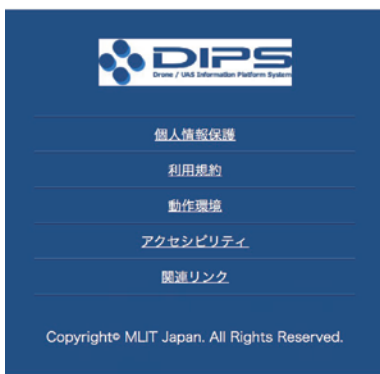 DIPS
Drone / UAS Information Platform System
個人情報保護
利用規約
動作環境
アクセシビリティ
関連リンク
Copyright© MLIT Japan. All Rights Reserved.